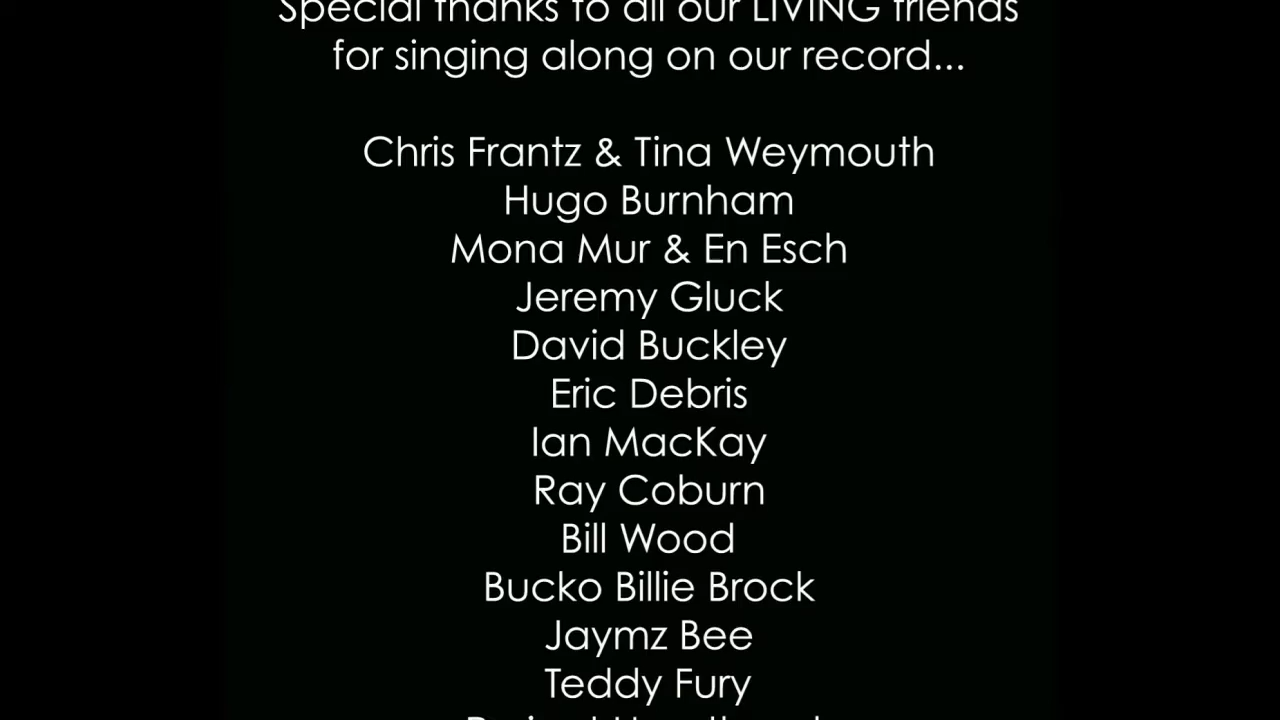 Special thanks to all our LIVING friends
for singing along on our record...
Chris Frantz & Tina Weymouth
Hugo Burnham
Mona Mur & En Esch
Jeremy Gluck
David Buckley
Eric Debris
Ian MacKay
Ray Coburn
Bill Wood
Bucko Billie Brock
Jaymz Bee
Teddy Fury